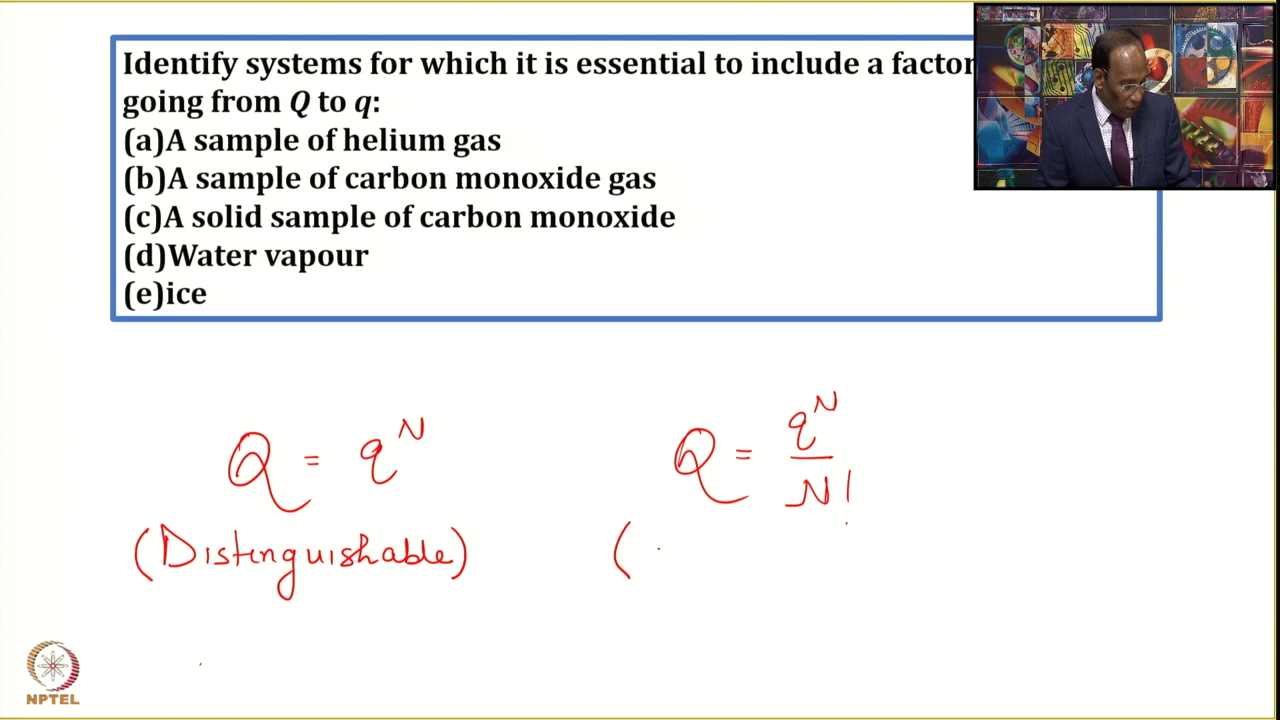 Identify systems for which it is essential to include a factor
going from Q to q:
(a)A sample of helium gas
(b)A sample of carbon monoxide gas
(c)A solid sample of carbon monoxide
(d)Water vapour
(e)ice
Q = q^N
Q = q^N / N!
(Distinguishable)
(
NPTEL